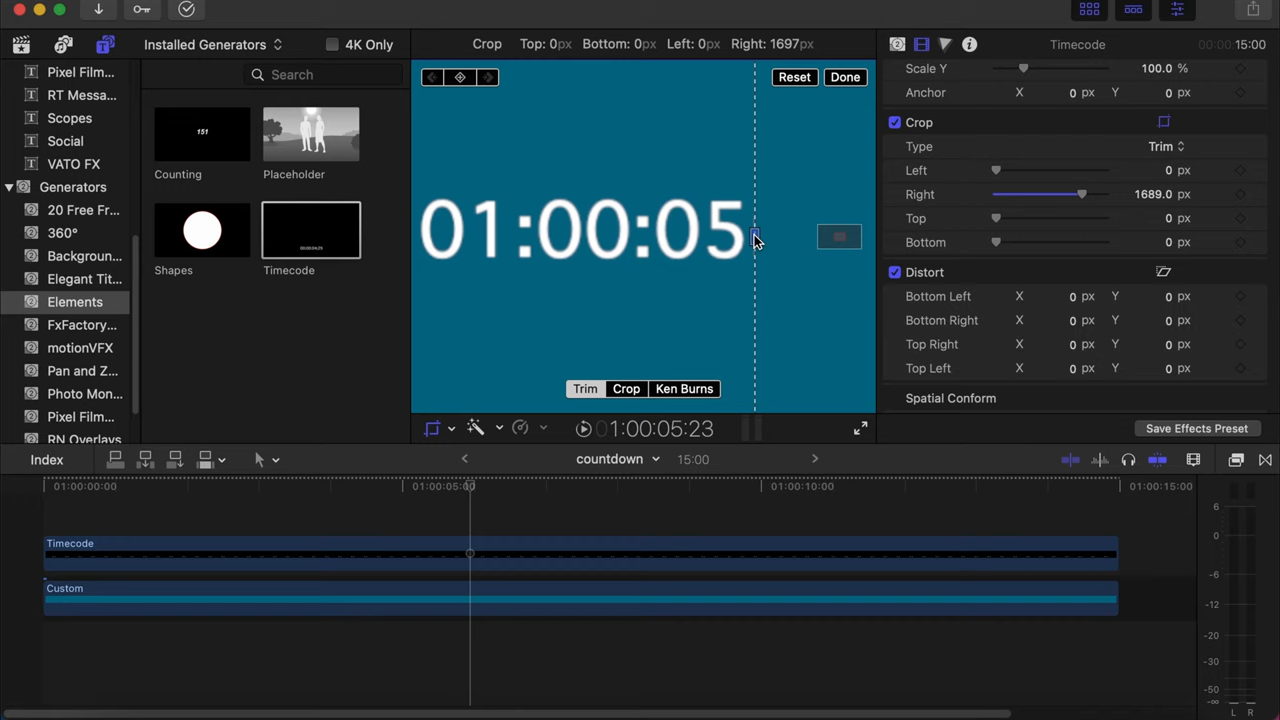 Installed Generators
4K Only
Crop Top: 0px Bottom: 0px Left: 0px Right: 1697px
Timecode
00:00:15:00
Pixel Film...
RT Messa...
Scopes
Social
VATO FX
Generators
20 Free Fr...
360°
Backgroun...
Elegant Tit...
Elements
FxFactory...
motionVFX
Pan and Z...
Photo Mon...
Pixel Film...
RN Overlays
Search
151
Counting
Placeholder
Shapes
Timecode
Reset
Done
01:00:05
Trim
Crop
Ken Burns
Scale Y 100.0 %
Anchor X 0 px Y 0 px
Crop
Type Trim
Left 0 px
Right 1689.0 px
Top 0 px
Bottom 0 px
Distort
Bottom Left X 0 px Y 0 px
Bottom Right X 0 px Y 0 px
Top Right X 0 px Y 0 px
Top Left X 0 px Y 0 px
Spatial Conform
01:00:05:23
Save Effects Preset
Index
countdown
15:00
01:00:00:00
01:00:05:00
01:00:10:00
01:00:15:00
Timecode
Custom
6
0
-6
-12
-20
-30
-50
-∞
L R